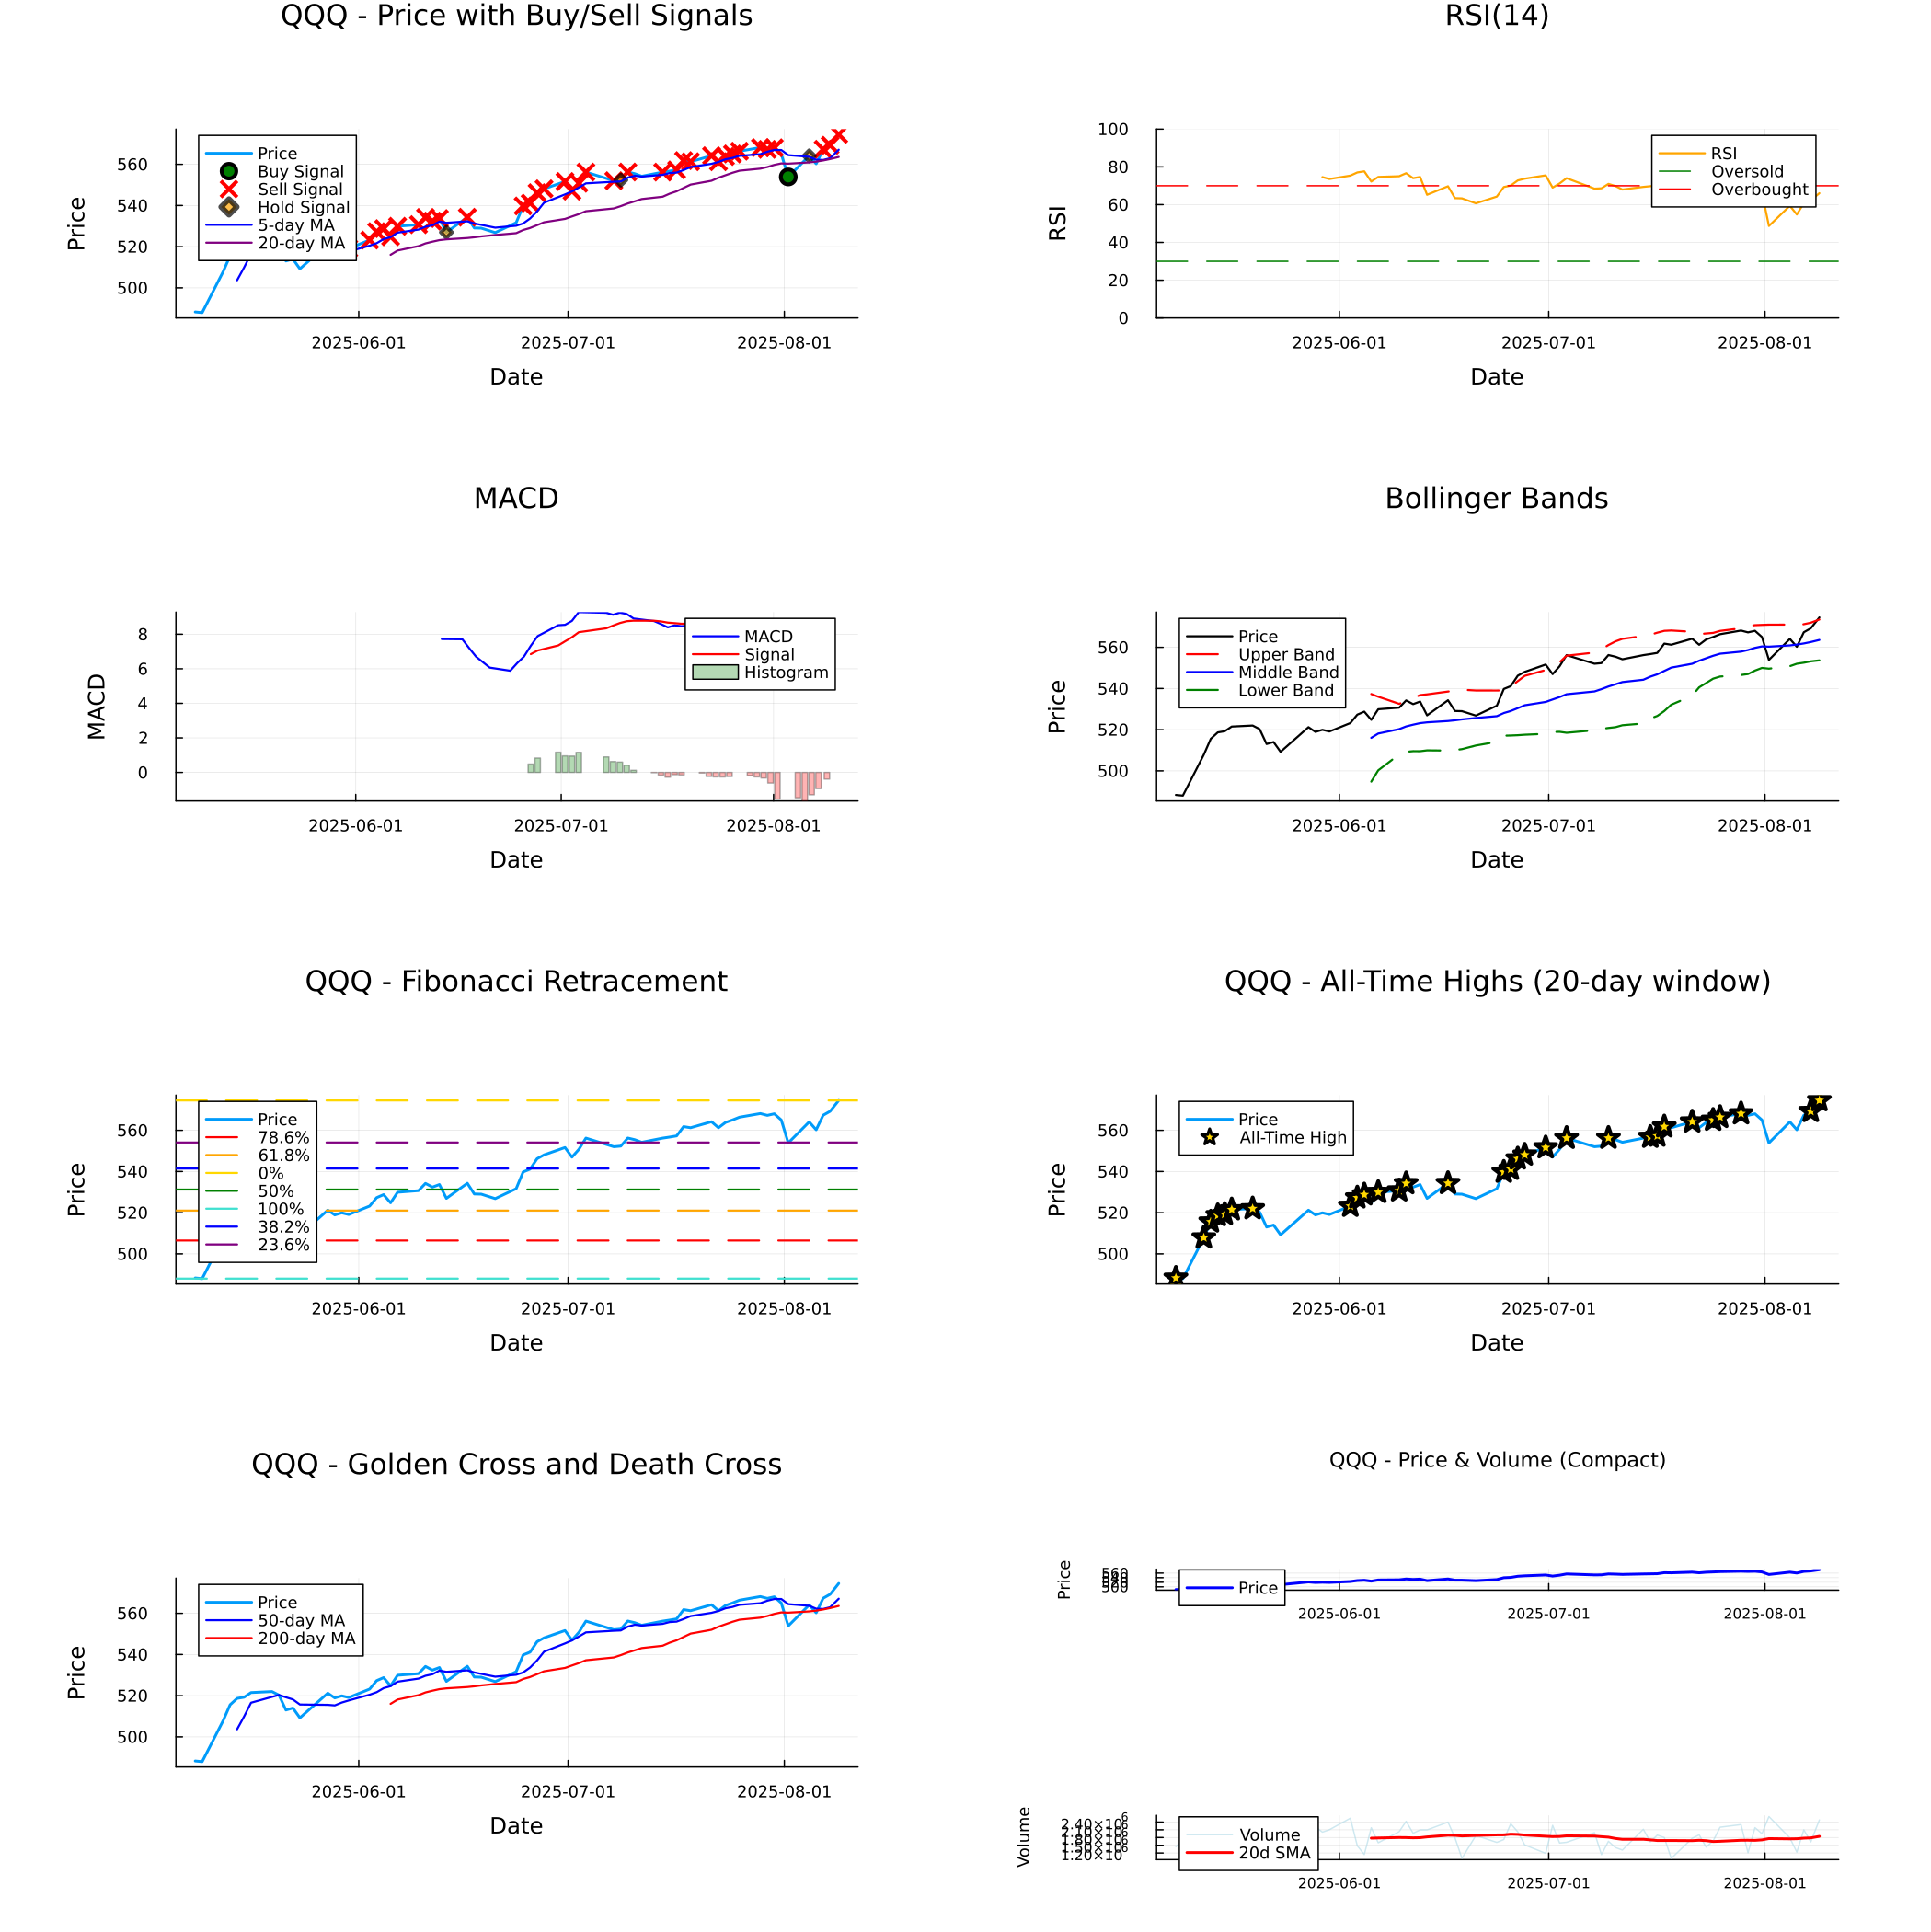 QQQ - Price with Buy/Sell Signals
Price
560
540
520
500
Price
Buy Signal
Sell Signal
Hold Signal
5-day MA
20-day MA
2025-06-01
2025-07-01
2025-08-01
Date
RSI(14)
RSI
100
80
60
40
20
0
RSI
Oversold
Overbought
2025-06-01
2025-07-01
2025-08-01
Date
MACD
MACD
8
6
4
2
0
MACD
Signal
Histogram
2025-06-01
2025-07-01
2025-08-01
Date
Bollinger Bands
Price
560
540
520
500
Price
Upper Band
Middle Band
Lower Band
2025-06-01
2025-07-01
2025-08-01
Date
QQQ - Fibonacci Retracement
Price
560
540
520
500
Price
78.6%
61.8%
0%
50%
100%
38.2%
23.6%
2025-06-01
2025-07-01
2025-08-01
Date
QQQ - All-Time Highs (20-day window)
Price
560
540
520
500
Price
All-Time High
2025-06-01
2025-07-01
2025-08-01
Date
QQQ - Golden Cross and Death Cross
Price
560
540
520
500
Price
50-day MA
200-day MA
2025-06-01
2025-07-01
2025-08-01
Date
QQQ - Price & Volume (Compact)
Price
560
500
Price
2025-06-01
2025-07-01
2025-08-01
Volume
2.40×10⁶
1.20×10⁶
Volume
20d SMA
2025-06-01
2025-07-01
2025-08-01